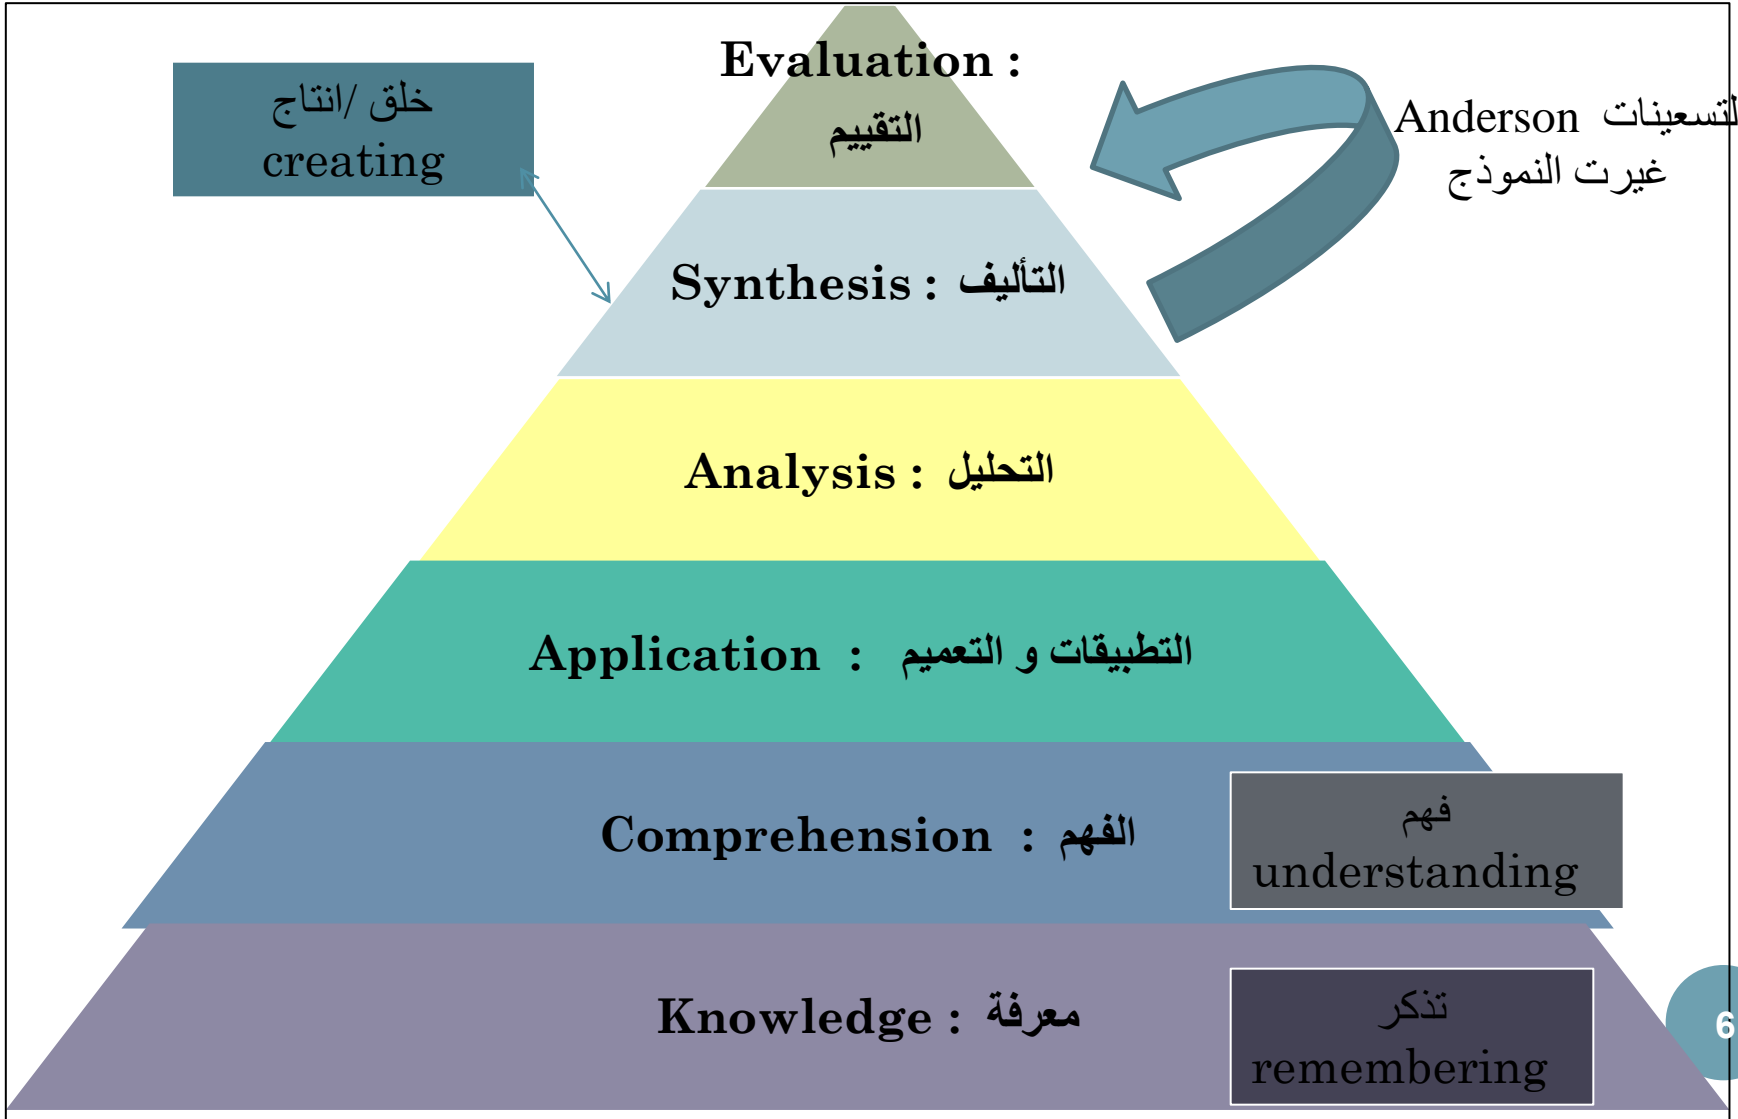 Evaluation :
التقييم
خلق /انتاج
creating
لتسعينات Anderson
غيرت النموذج
Synthesis : التأليف
Analysis : التحليل
Application : التطبيقات و التعميم
Comprehension : الفهم
فهم
understanding
Knowledge : معرفة
تذكر
remembering
6